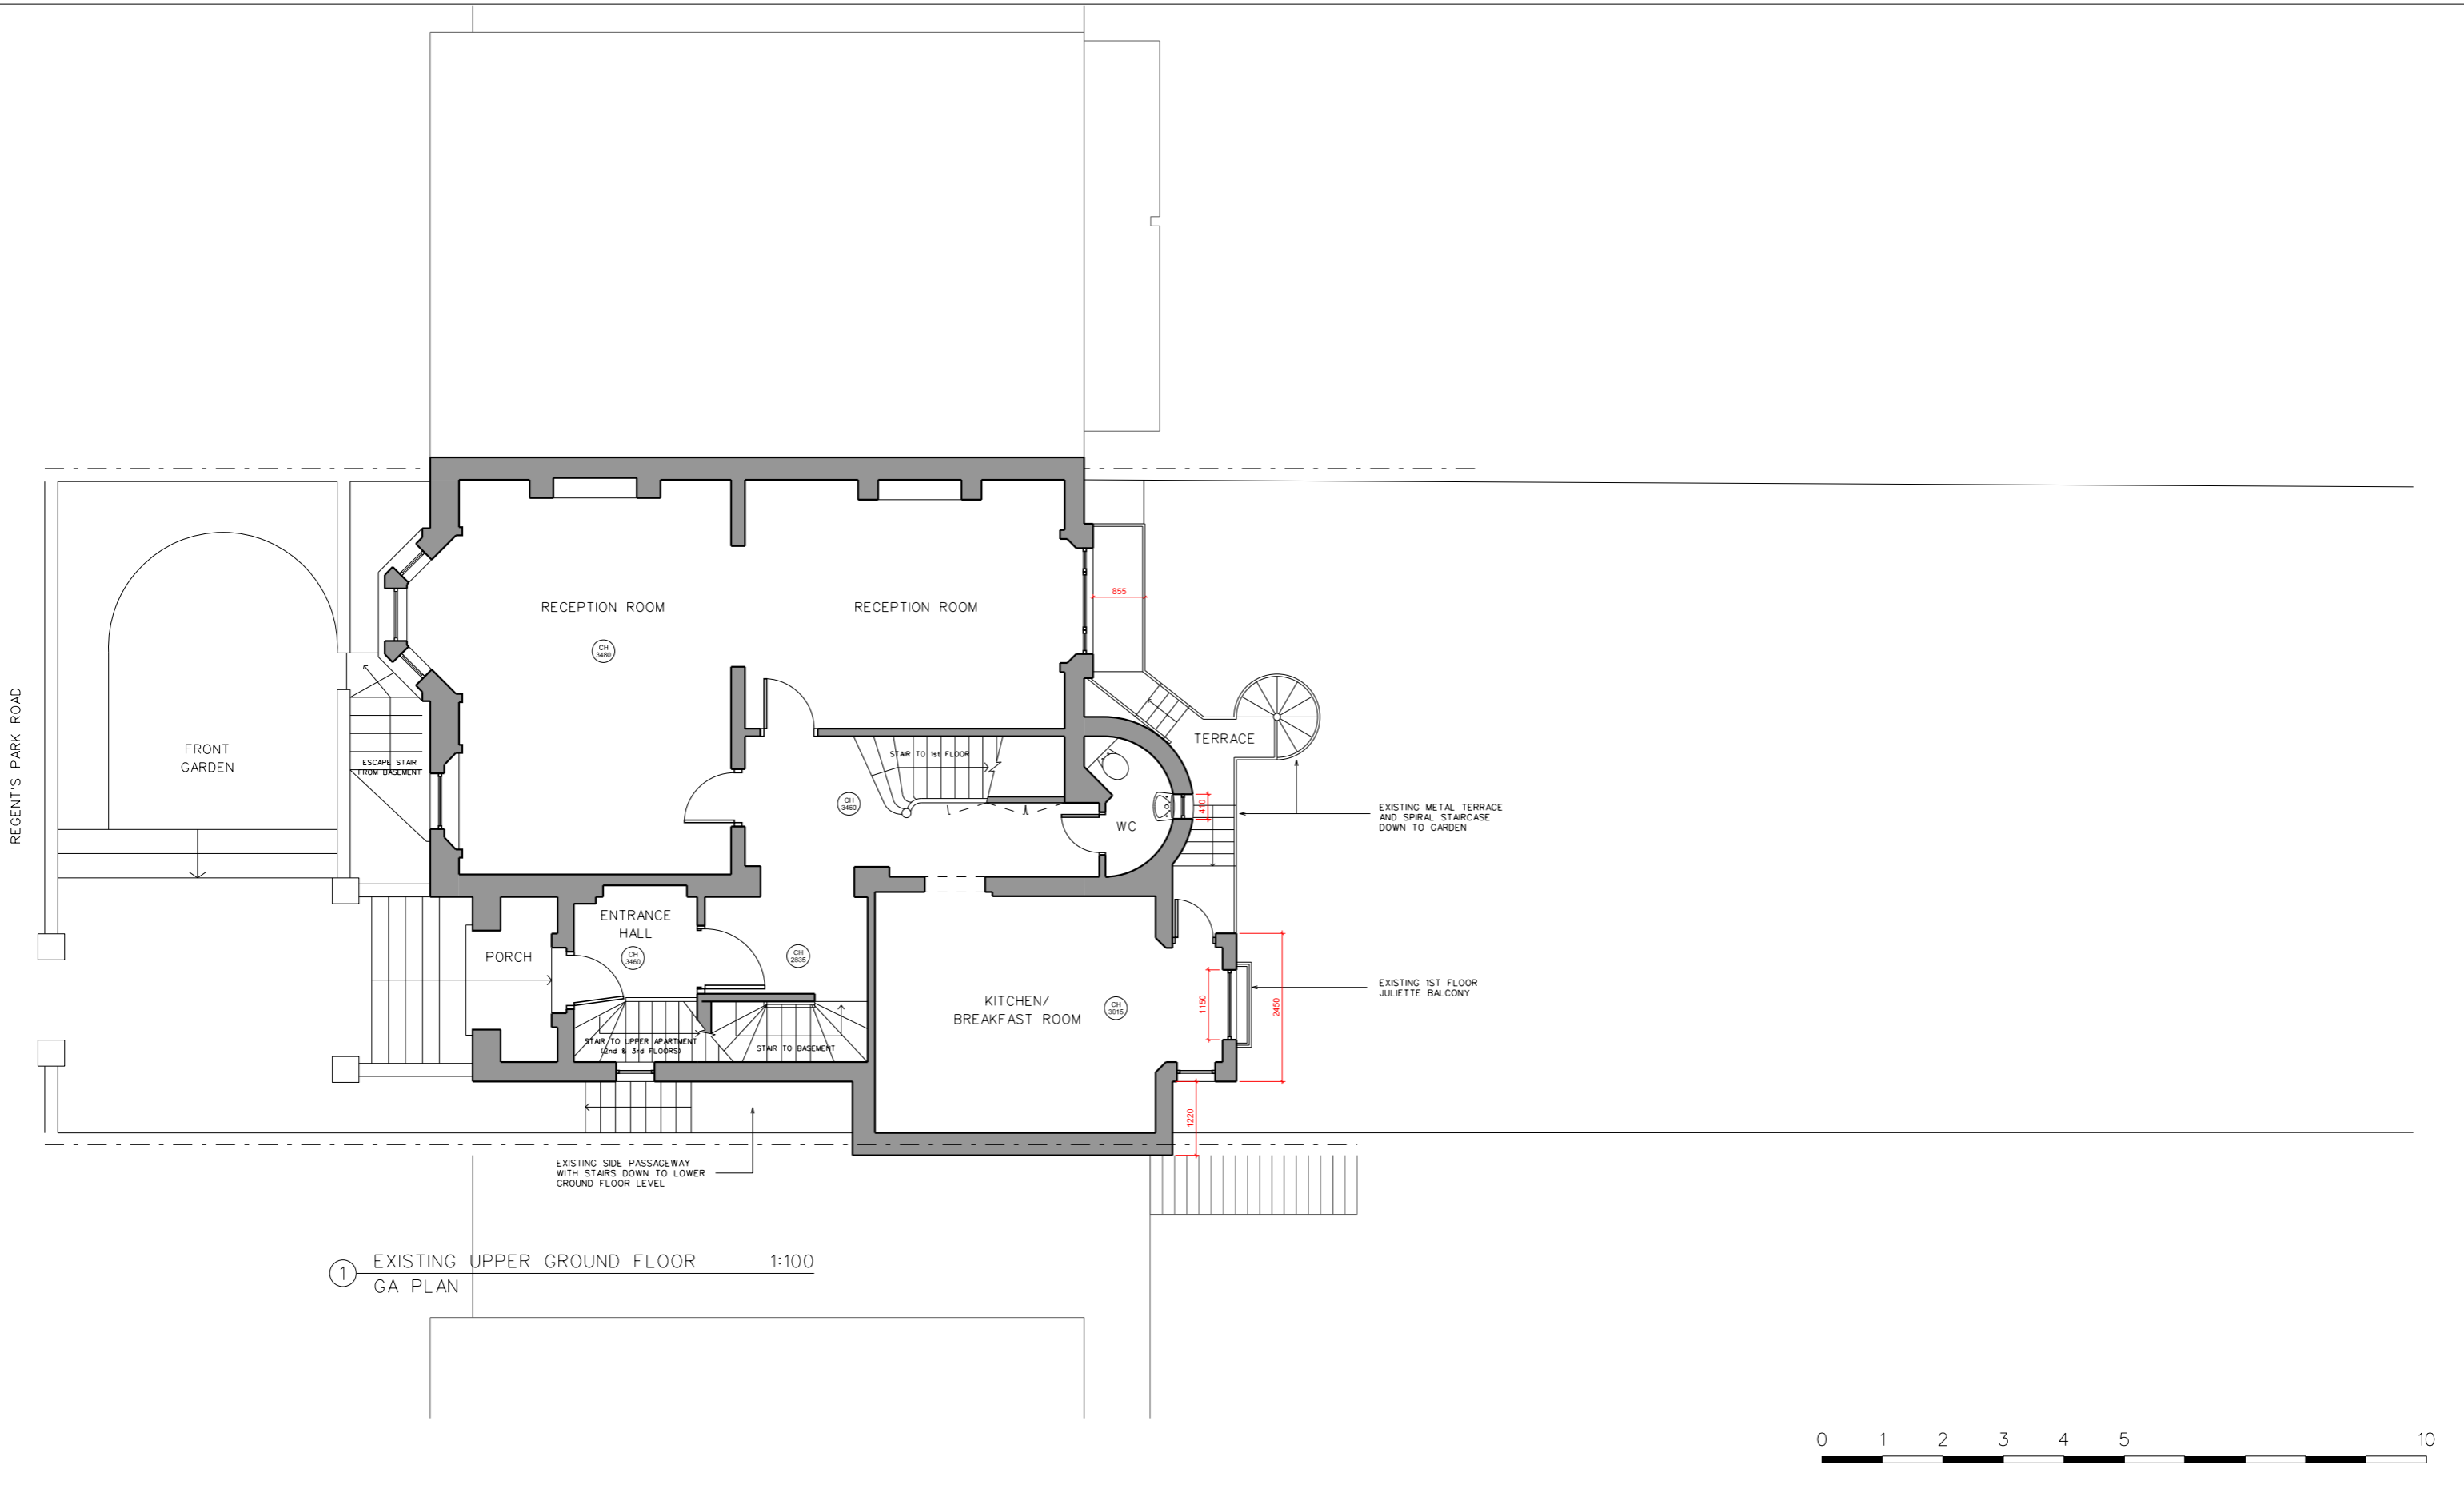 RECEPTION ROOM
RECEPTION ROOM
855
CH
3480
REGENT'S PARK ROAD
FRONT
GARDEN
ESCAPE STAIR
FROM BASEMENT
STAIR TO 1st FLOOR
TERRACE
CH
3460
410
WC
EXISTING METAL TERRACE
AND SPIRAL STAIRCASE
DOWN TO GARDEN
ENTRANCE
HALL
CH
3460
PORCH
CH
2835
KITCHEN/
BREAKFAST ROOM
CH
3015
1150
2450
EXISTING 1ST FLOOR
JULIETTE BALCONY
STAIR TO UPPER APARTMENT
(2nd & 3rd FLOORS)
STAIR TO BASEMENT
1220
EXISTING SIDE PASSAGEWAY
WITH STAIRS DOWN TO LOWER
GROUND FLOOR LEVEL
1 EXISTING UPPER GROUND FLOOR 1:100
GA PLAN
0 1 2 3 4 5 10